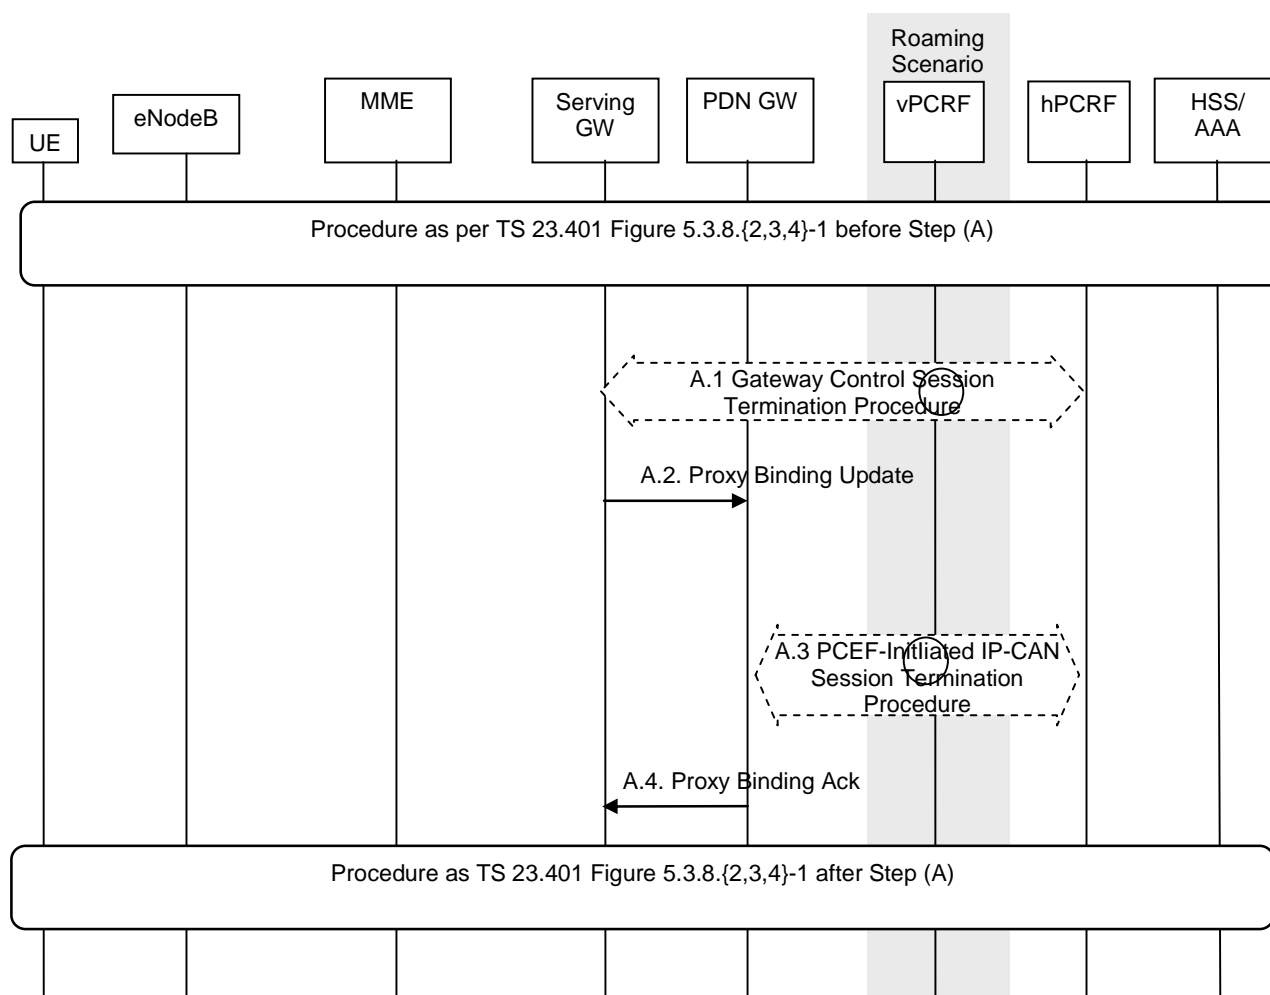 Roaming
Scenario
UE
eNodeB
MME
Serving
GW
PDN GW
vPCRF
hPCRF
HSS/
AAA
Procedure as per TS 23.401 Figure 5.3.8.{2,3,4}-1 before Step (A)
A.1 Gateway Control Session
Termination Procedure
A.2. Proxy Binding Update
A.3 PCEF-Initliated IP-CAN
Session Termination
Procedure
A.4. Proxy Binding Ack
Procedure as TS 23.401 Figure 5.3.8.{2,3,4}-1 after Step (A)